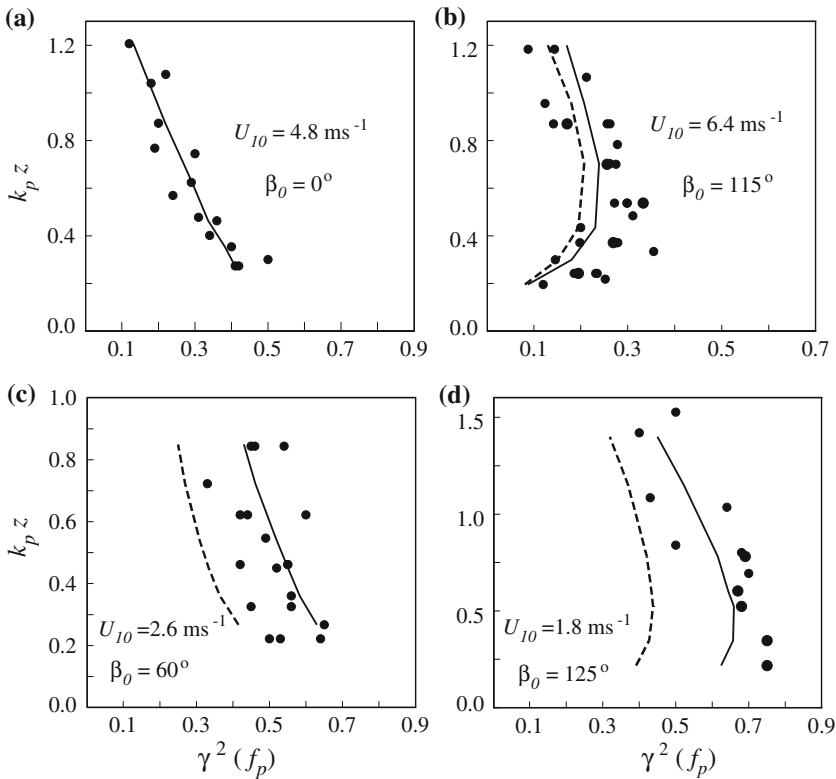 (a)
1.2
0.8
0.4
0.0
k_p z
U_10 = 4.8 ms^-1
β_0 = 0°
0.1 0.3 0.5 0.7 0.9
(b)
1.2
0.8
0.4
0.0
U_10 = 6.4 ms^-1
β_0 = 115°
0.1 0.3 0.5 0.7
(c)
1.0
0.8
0.6
0.4
0.2
0.0
k_p z
U_10 =2.6 ms^-1
β_0 = 60°
0.1 0.3 0.5 0.7 0.9
γ^2 (f_p)
(d)
1.5
1.0
0.5
0.0
U_10 =1.8 ms^-1
β_0 = 125°
0.1 0.3 0.5 0.7 0.9
γ^2 (f_p)